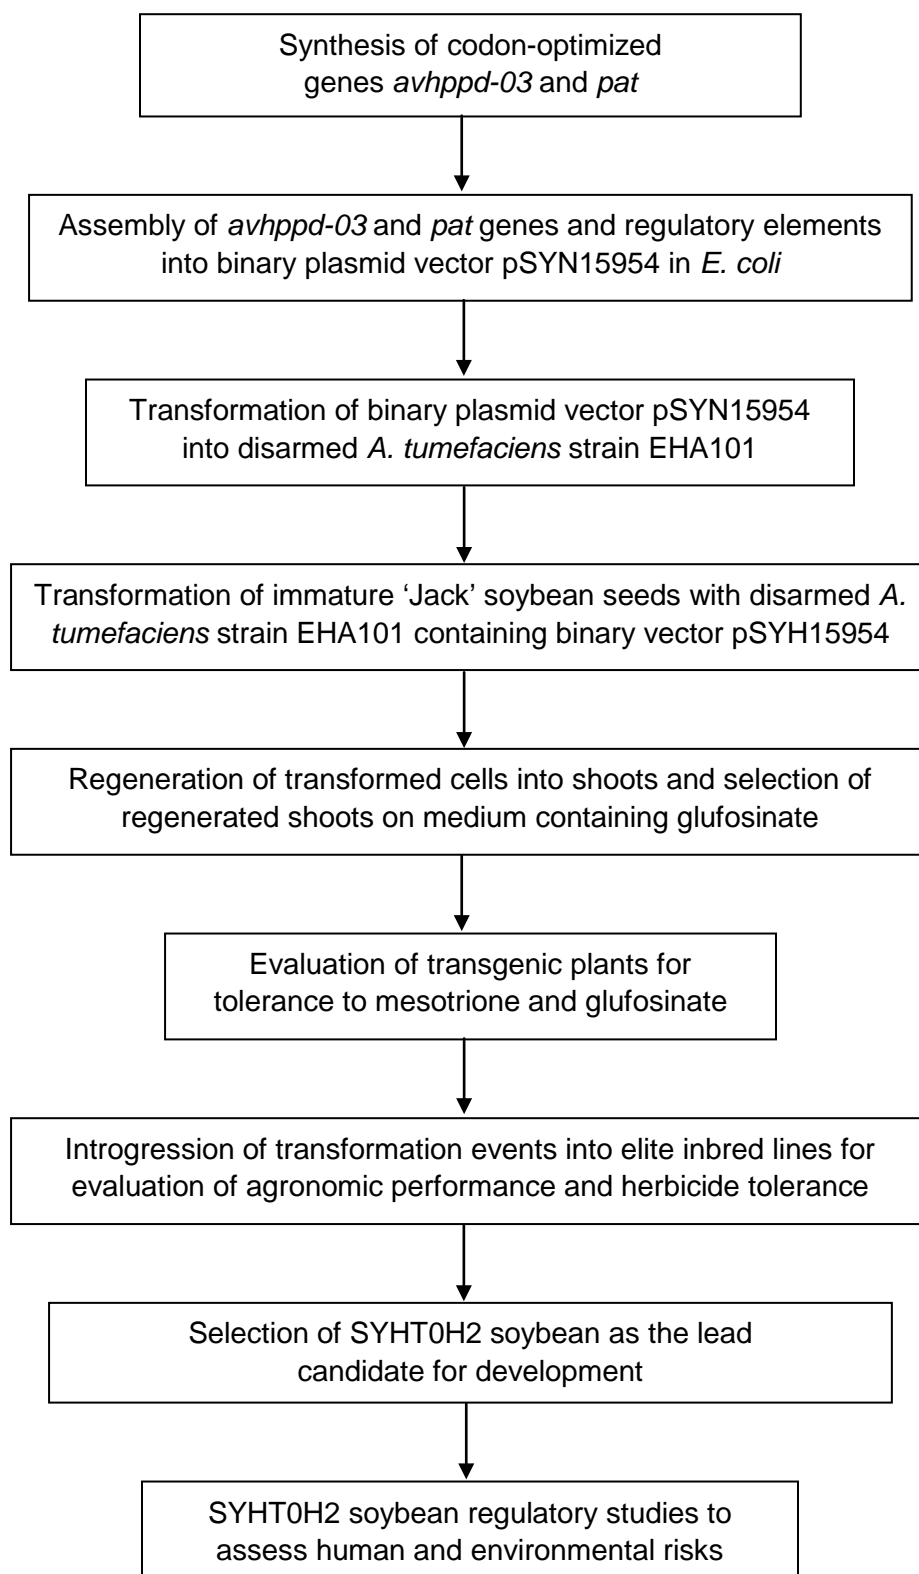 Synthesis of codon-optimized
genes avhppd-03 and pat
Assembly of avhppd-03 and pat genes and regulatory elements
into binary plasmid vector pSYN15954 in E. coli
Transformation of binary plasmid vector pSYN15954
into disarmed A. tumefaciens strain EHA101
Transformation of immature ‘Jack’ soybean seeds with disarmed A.
tumefaciens strain EHA101 containing binary vector pSYH15954
Regeneration of transformed cells into shoots and selection of
regenerated shoots on medium containing glufosinate
Evaluation of transgenic plants for
tolerance to mesotrione and glufosinate
Introgression of transformation events into elite inbred lines for
evaluation of agronomic performance and herbicide tolerance
Selection of SYHT0H2 soybean as the lead
candidate for development
SYHT0H2 soybean regulatory studies to
assess human and environmental risks